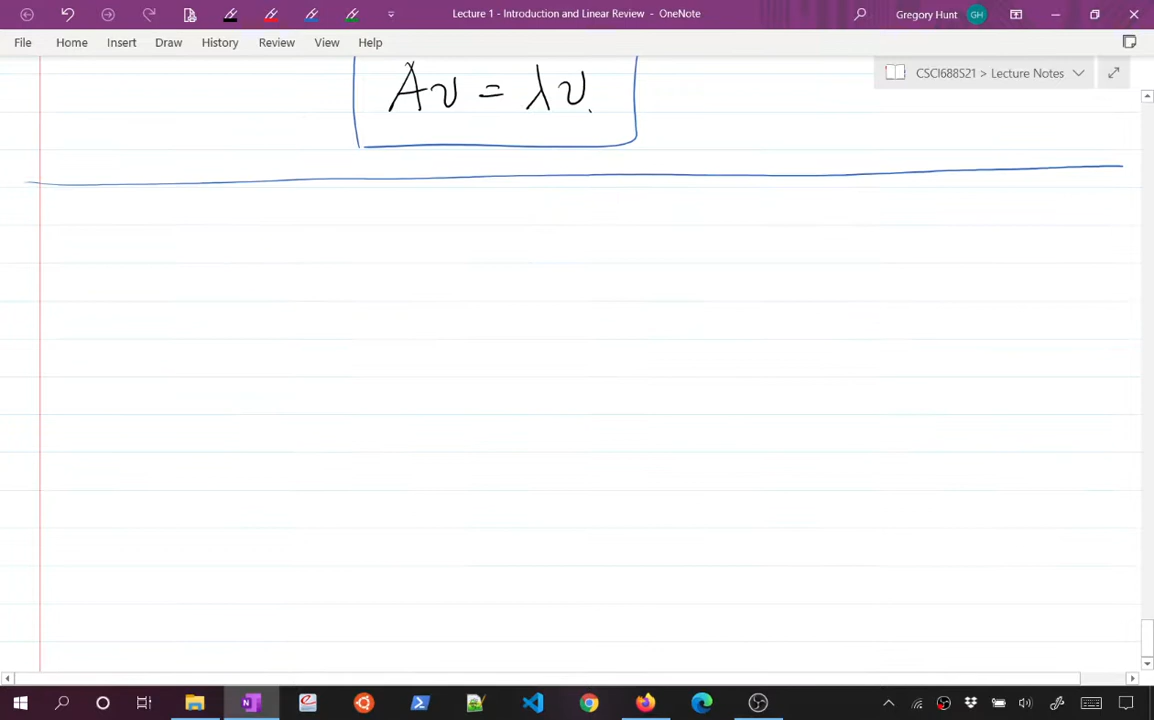 Lecture 1 - Introduction and Linear Review - OneNote
Gregory Hunt
GH
File Home Insert Draw History Review View Help
CSCI688S21 > Lecture Notes
Av = λv.